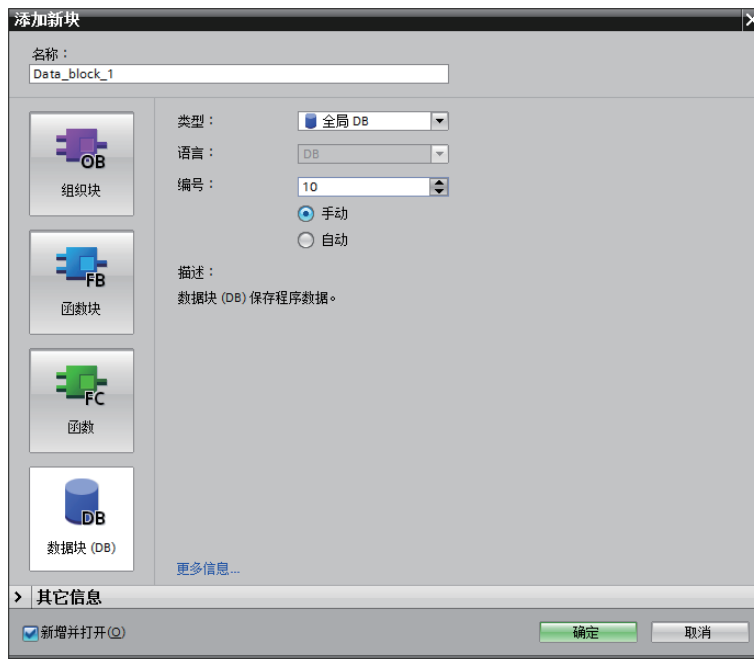 添加新块
名称：
Data_block_1
OB
组织块
FB
函数块
FC
函数
DB
数据块 (DB)
类型： 全局 DB
语言： DB
编号： 10
手动
自动
描述：
数据块 (DB) 保存程序数据。
更多信息...
其它信息
新增并打开(O)
确定 取消